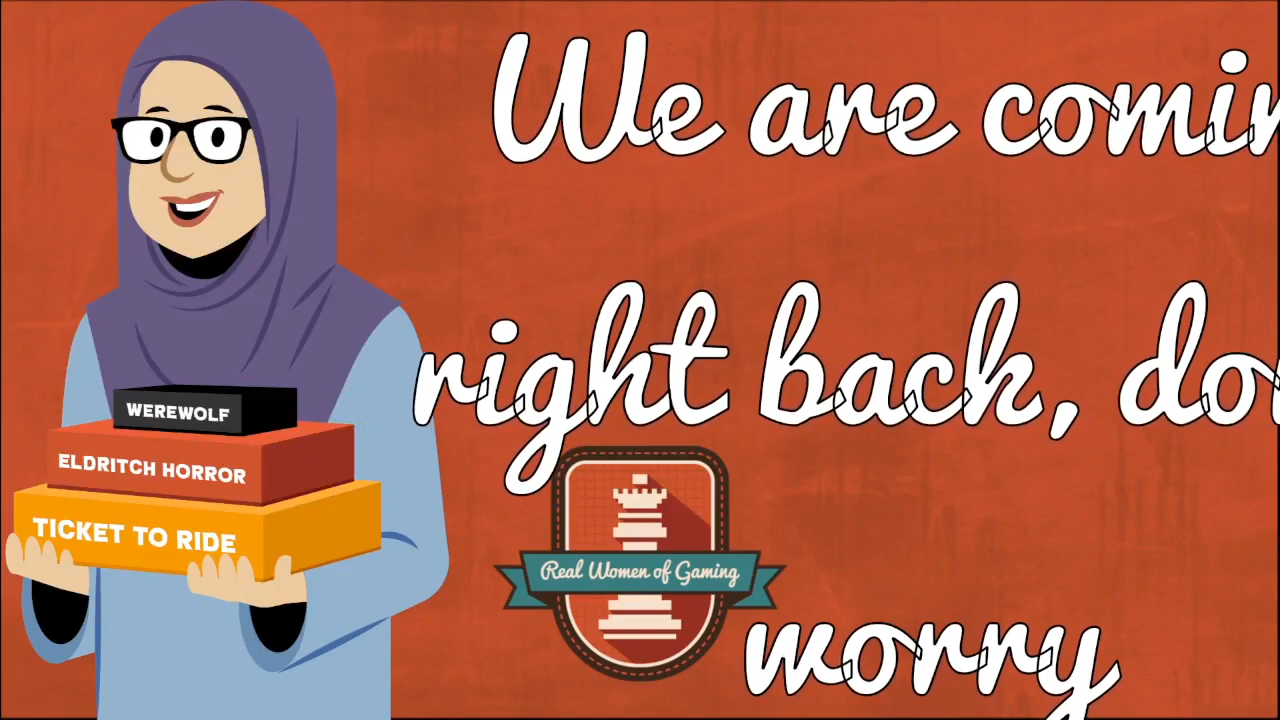 We are comin
right back, do
worry
WEREWOLF
ELDRITCH HORROR
TICKET TO RIDE
Real Women of Gaming